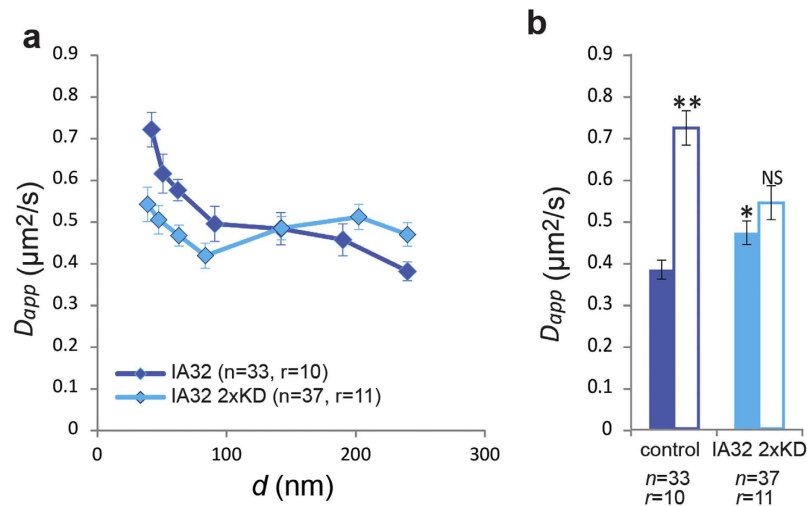 a
0.9
0.8
0.7
0.6
0.5
0.4
0.3
0.2
0.1
0
Dapp (µm²/s)
IA32 (n=33, r=10)
IA32 2xKD (n=37, r=11)
0 100 200 300
d (nm)
b
0.9
0.8
0.7
0.6
0.5
0.4
0.3
0.2
0.1
0
Dapp (µm²/s)
**
*
NS
control IA32 2xKD
n=33 n=37
r=10 r=11